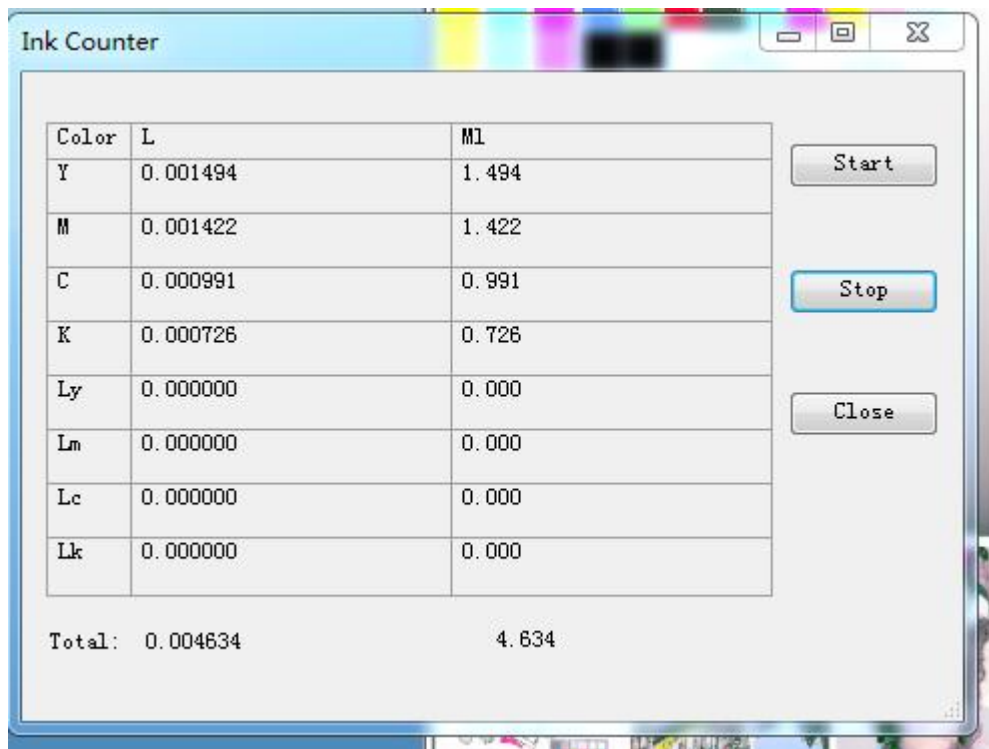 Ink Counter
Color L Ml
Y 0.001494 1.494
Start
M 0.001422 1.422
C 0.000991 0.991
Stop
K 0.000726 0.726
Ly 0.000000 0.000
Close
Lm 0.000000 0.000
Lc 0.000000 0.000
Lk 0.000000 0.000
Total: 0.004634 4.634